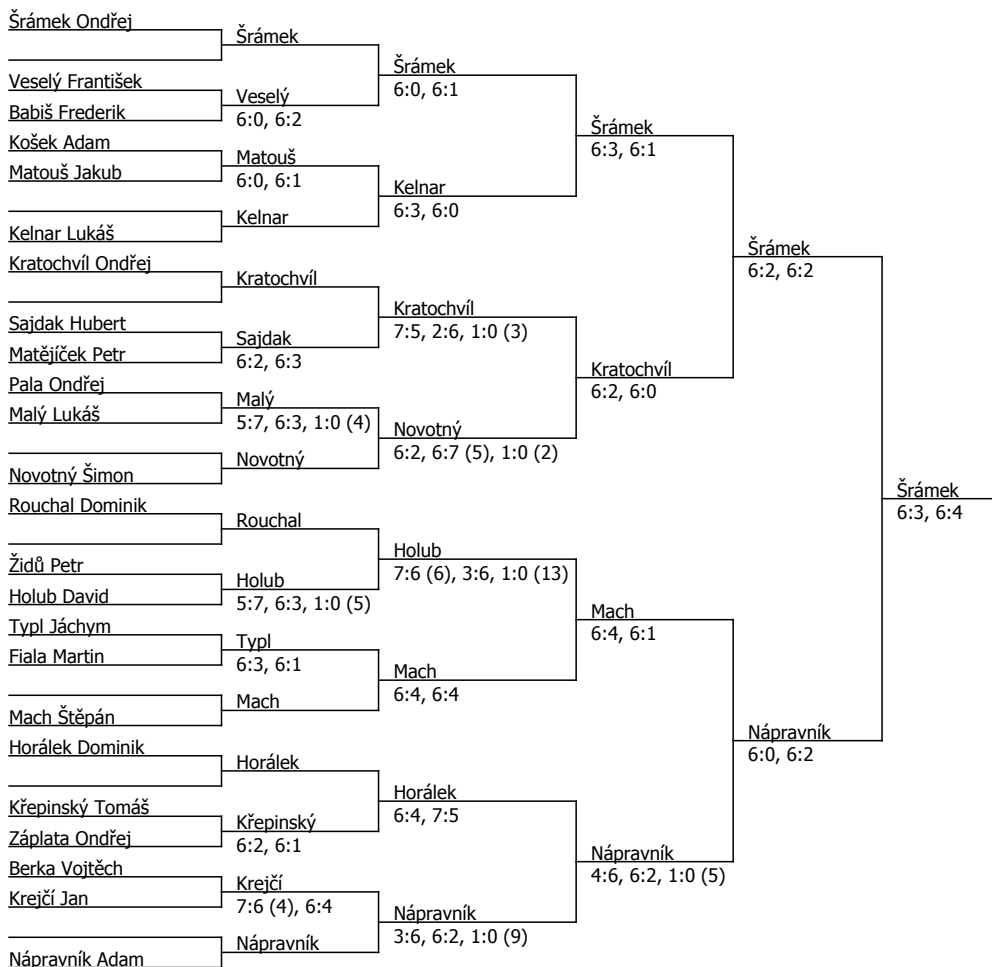 Šrámek Ondřej
Veselý František
Babiš Frederik
Košek Adam
Matouš Jakub
Kelnar Lukáš
Kratochvíl Ondřej
Sajdak Hubert
Matějíček Petr
Pala Ondřej
Malý Lukáš
Novotný Šimon
Rouchal Dominik
Židů Petr
Holub David
Typl Jáchym
Fiala Martin
Mach Štěpán
Horálek Dominik
Křepinský Tomáš
Záplata Ondřej
Berka Vojtěch
Krejčí Jan
Nápravník Adam
Šrámek
Veselý
6:0, 6:2
Matouš
6:0, 6:1
Kelnar
Kratochvíl
Sajdak
6:2, 6:3
Malý
5:7, 6:3, 1:0 (4)
Novotný
Rouchal
Holub
5:7, 6:3, 1:0 (5)
Typl
6:3, 6:1
Mach
Horálek
Křepinský
6:2, 6:1
Krejčí
7:6 (4), 6:4
Nápravník
Šrámek
6:0, 6:1
Kelnar
6:3, 6:0
Kratochvíl
7:5, 2:6, 1:0 (3)
Novotný
6:2, 6:7 (5), 1:0 (2)
Holub
7:6 (6), 3:6, 1:0 (13)
Mach
6:4, 6:4
Horálek
6:4, 7:5
Nápravník
3:6, 6:2, 1:0 (9)
Šrámek
6:3, 6:1
Kratochvíl
6:2, 6:0
Mach
6:4, 6:1
Nápravník
4:6, 6:2, 1:0 (5)
Šrámek
6:2, 6:2
Nápravník
6:0, 6:2
Šrámek
6:3, 6:4